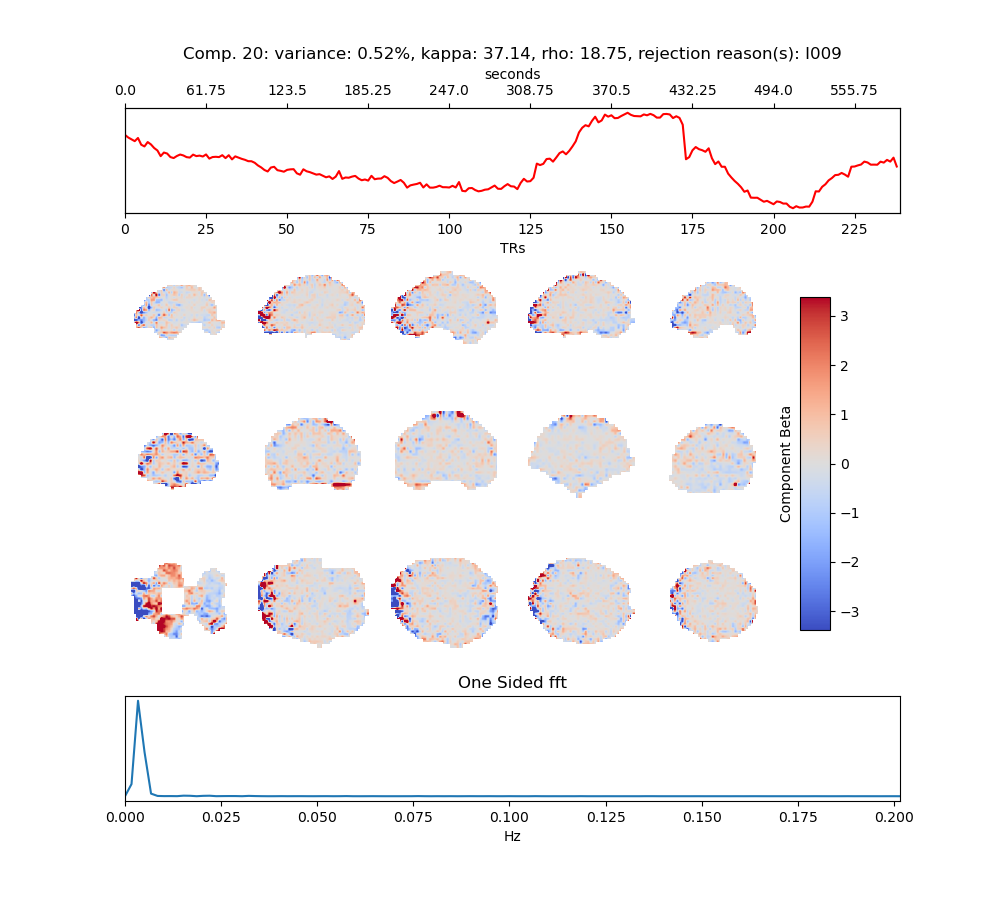 Comp. 20: variance: 0.52%, kappa: 37.14, rho: 18.75, rejection reason(s): I009
seconds
0.0 61.75 123.5 185.25 247.0 308.75 370.5 432.25 494.0 555.75
0 25 50 75 100 125 150 175 200 225
TRs
3
2
1
0
−1
−2
−3
Component Beta
One Sided fft
0.000 0.025 0.050 0.075 0.100 0.125 0.150 0.175 0.200
Hz